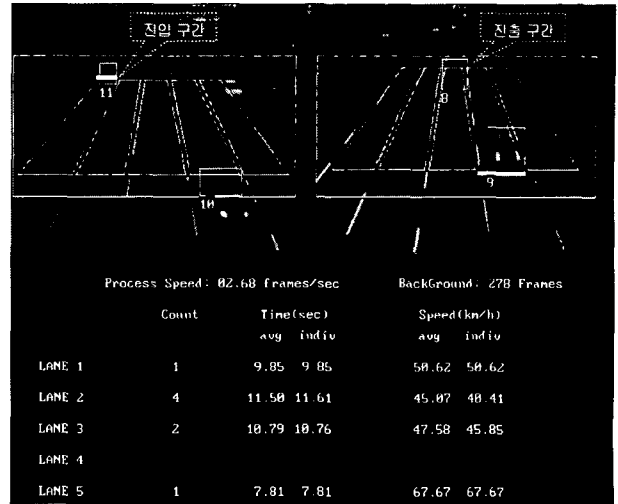 진입 구간
진출 구간
11
8
9
10
Process Speed: 02.68 frames/sec
BackGround: 278 Frames
Count Time(sec) Speed(km/h)
avg indiv avg indiv
LANE 1 1 9.85 9.85 50.62 50.62
LANE 2 4 11.50 11.61 45.07 40.41
LANE 3 2 10.79 10.76 47.58 45.85
LANE 4
LANE 5 1 7.81 7.81 67.67 67.67